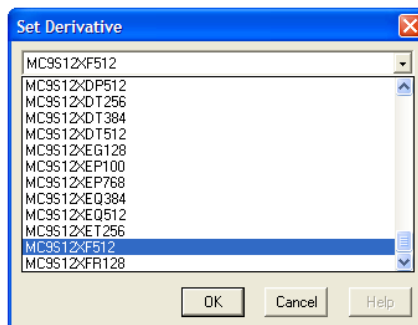 Set Derivative
MC9S12XF512
MC9S12XDP512
MC9S12XDT256
MC9S12XDT384
MC9S12XDT512
MC9S12XEG128
MC9S12XEP100
MC9S12XEP768
MC9S12XEQ384
MC9S12XEQ512
MC9S12XET256
MC9S12XF512
MC9S12XFR128
OK Cancel Help